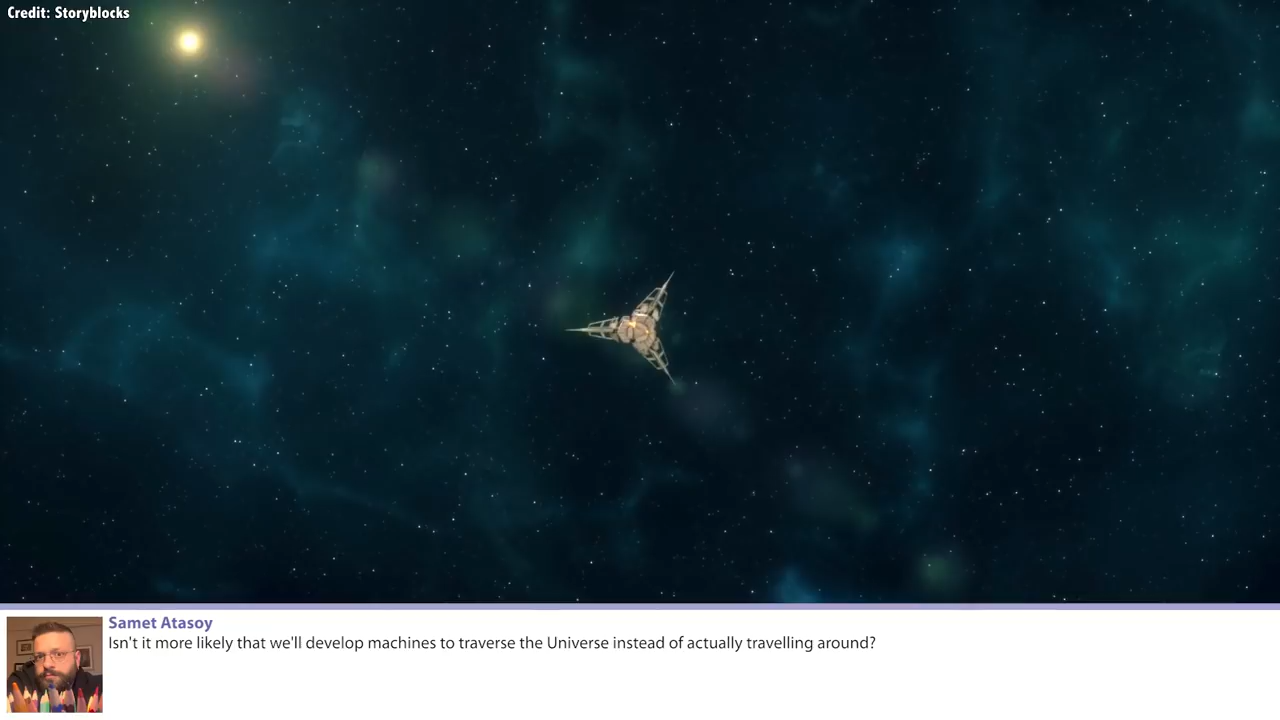 Credit: Storyblocks
Samet Atasoy
Isn't it more likely that we'll develop machines to traverse the Universe instead of actually travelling around?